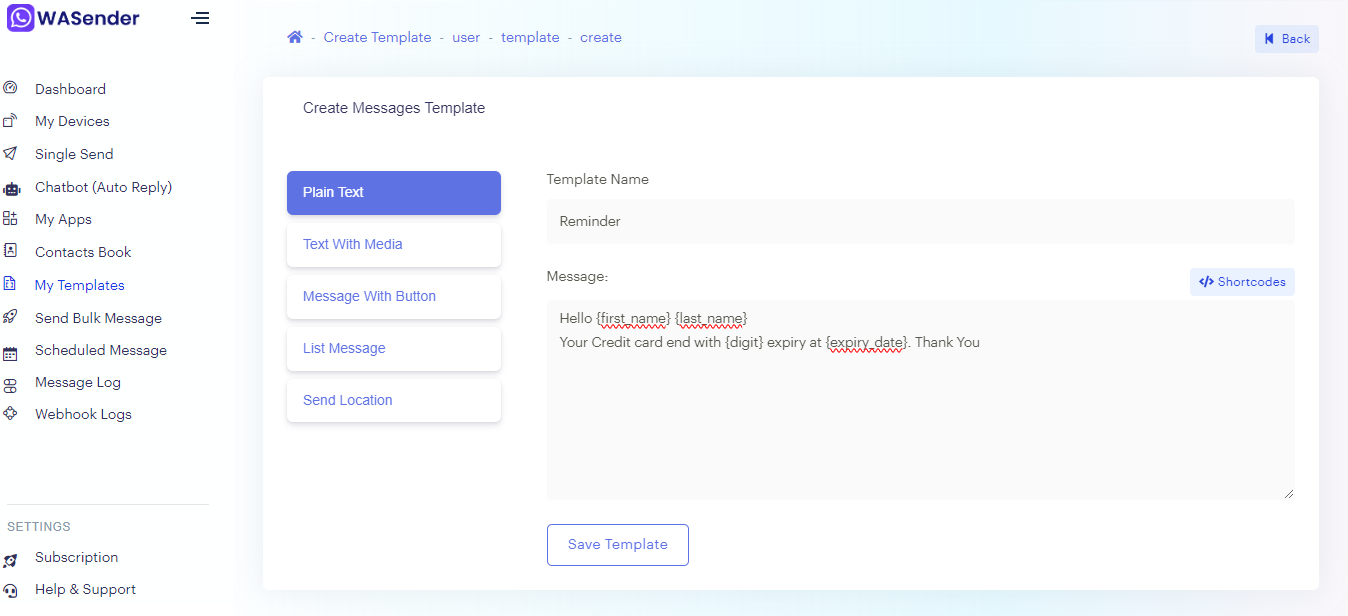 WASender
Create Template - user - template - create
Back
Dashboard
My Devices
Single Send
Chatbot (Auto Reply)
My Apps
Contacts Book
My Templates
Send Bulk Message
Scheduled Message
Message Log
Webhook Logs
SETTINGS
Subscription
Help & Support
Create Messages Template
Plain Text
Text With Media
Message With Button
List Message
Send Location
Template Name
Reminder
Message:
</> Shortcodes
Hello {first_name} {last_name}
Your Credit card end with {digit} expiry at {expiry_date}. Thank You
Save Template